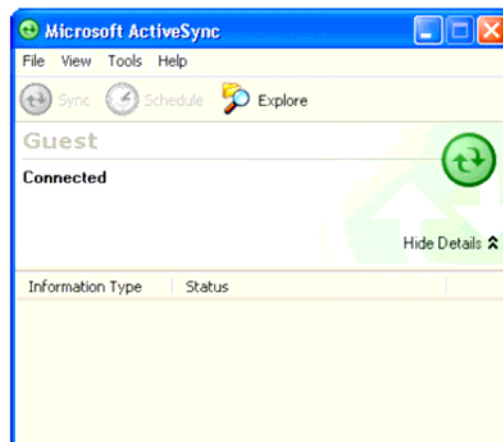 Microsoft ActiveSync
File View Tools Help
Sync Schedule Explore
Guest
Connected
Hide Details
Information Type Status